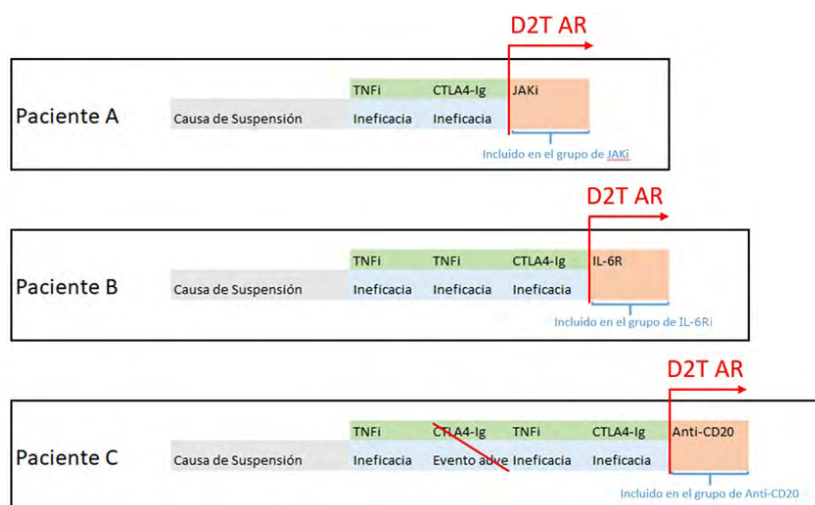 D2T AR
TNFi CTLA4-Ig JAKi
Paciente A
Causa de Suspensión Ineficacia Ineficacia
Incluido en el grupo de JAKi
D2T AR
TNFi TNFi CTLA4-Ig IL-6R
Paciente B
Causa de Suspensión Ineficacia Ineficacia Ineficacia
Incluido en el grupo de IL-6Ri
D2T AR
TNFi CTLA4-Ig TNFi CTLA4-Ig Anti-CD20
Paciente C
Causa de Suspensión Ineficacia Evento adve Ineficacia Ineficacia
Incluido en el grupo de Anti-CD20